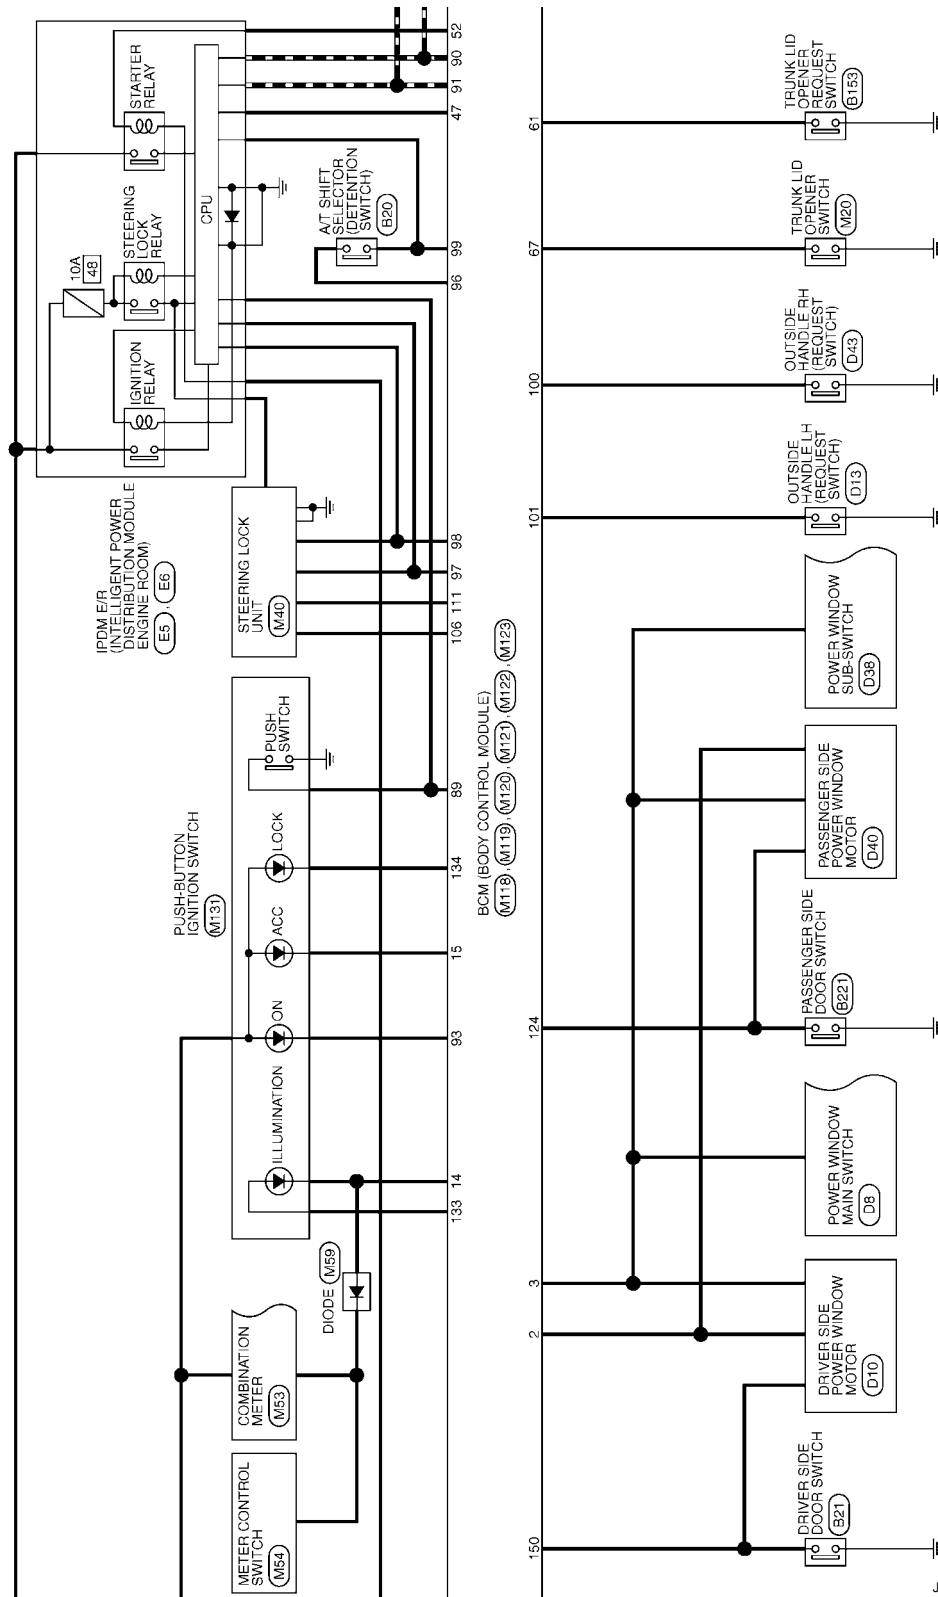 STARTER
RELAY
STEERING
LOCK
RELAY
10A
48
IGNITION
RELAY
CPU
IPDM E/R
(INTELLIGENT POWER
DISTRIBUTION MODULE
ENGINE ROOM)
E5 , E6
A/T SHIFT
SELECTOR
(DETENTION
SWITCH)
B20
STEERING LOCK
UNIT
M40
PUSH-BUTTON
IGNITION SWITCH
M131
PUSH
SWITCH
LOCK
ACC
ON
ILLUMINATION
DIODE
M59
COMBINATION
METER
M53
METER CONTROL
SWITCH
M54
52
90
91
47
99
96
98
97
111
106
89
134
15
93
14
133
BCM (BODY CONTROL MODULE)
M118 , M119 , M120 , M121 , M122 , M123
61
67
100
101
124
3
2
150
TRUNK LID
OPENER
REQUEST
SWITCH
B153
TRUNK LID
OPENER
SWITCH
M20
OUTSIDE
HANDLE RH
(REQUEST
SWITCH)
D43
OUTSIDE
HANDLE LH
(REQUEST
SWITCH)
D13
POWER WINDOW
SUB-SWITCH
D38
PASSENGER SIDE
POWER WINDOW
MOTOR
D40
PASSENGER SIDE
DOOR SWITCH
B221
POWER WINDOW
MAIN SWITCH
D8
DRIVER SIDE
POWER WINDOW
MOTOR
D10
DRIVER SIDE
DOOR SWITCH
B21